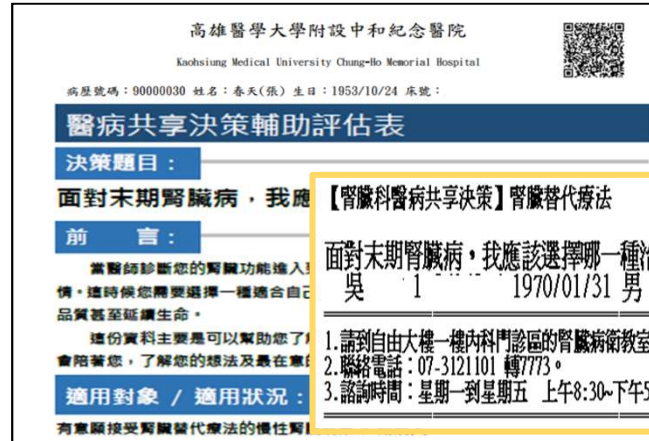 高雄醫學大學附設中和紀念醫院
Kaohsiung Medical University Chung-Ho Memorial Hospital
病歷號碼：90000030 姓名：春天(張) 生日：1953/10/24 床號：
醫病共享決策輔助評估表
決策題目：
面對末期腎臟病，我應
前 言：
當醫師診斷您的腎臟功能進入
情。這時候您需要選擇一種適合自己
品質甚至延續生命。
這份資料主要是可以幫助您了
會陪著您，了解您的想法及最在意的
適用對象 / 適用狀況：
有意願接受腎臟替代療法的慢性腎
【腎臟科醫病共享決策】腎臟替代療法
面對末期腎臟病，我應該選擇哪一種
吳 1 1970/01/31 男
1.請到自由大樓一樓內科門診區的腎臟病衛教室
2.聯絡電話：07-3121101 轉7773。
3.諮詢時間：星期一到星期五 上午8:30~下午5